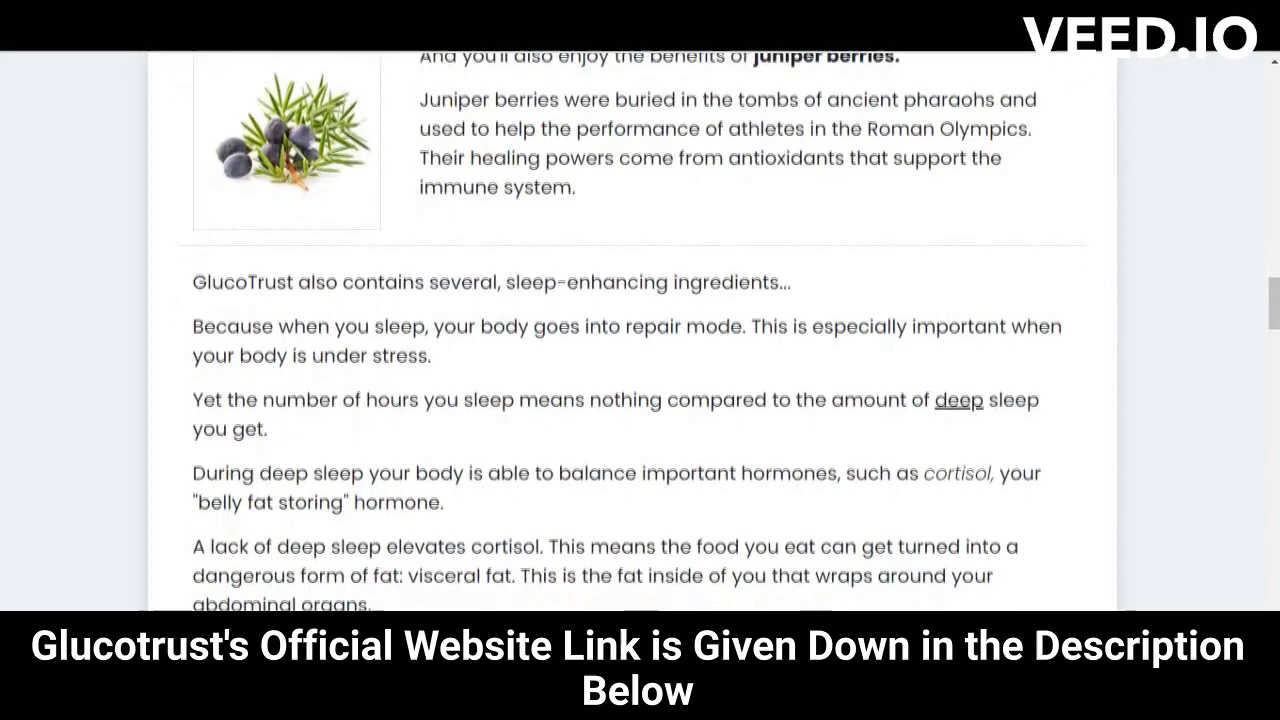 VEED.IO
And you'll also enjoy the benefits of juniper berries.
Juniper berries were buried in the tombs of ancient pharaohs and
used to help the performance of athletes in the Roman Olympics.
Their healing powers come from antioxidants that support the
immune system.
GlucoTrust also contains several, sleep-enhancing ingredients...
Because when you sleep, your body goes into repair mode. This is especially important when
your body is under stress.
Yet the number of hours you sleep means nothing compared to the amount of deep sleep
you get.
During deep sleep your body is able to balance important hormones, such as cortisol, your
"belly fat storing" hormone.
A lack of deep sleep elevates cortisol. This means the food you eat can get turned into a
dangerous form of fat: visceral fat. This is the fat inside of you that wraps around your
abdominal organs.
Glucotrust's Official Website Link is Given Down in the Description
Below